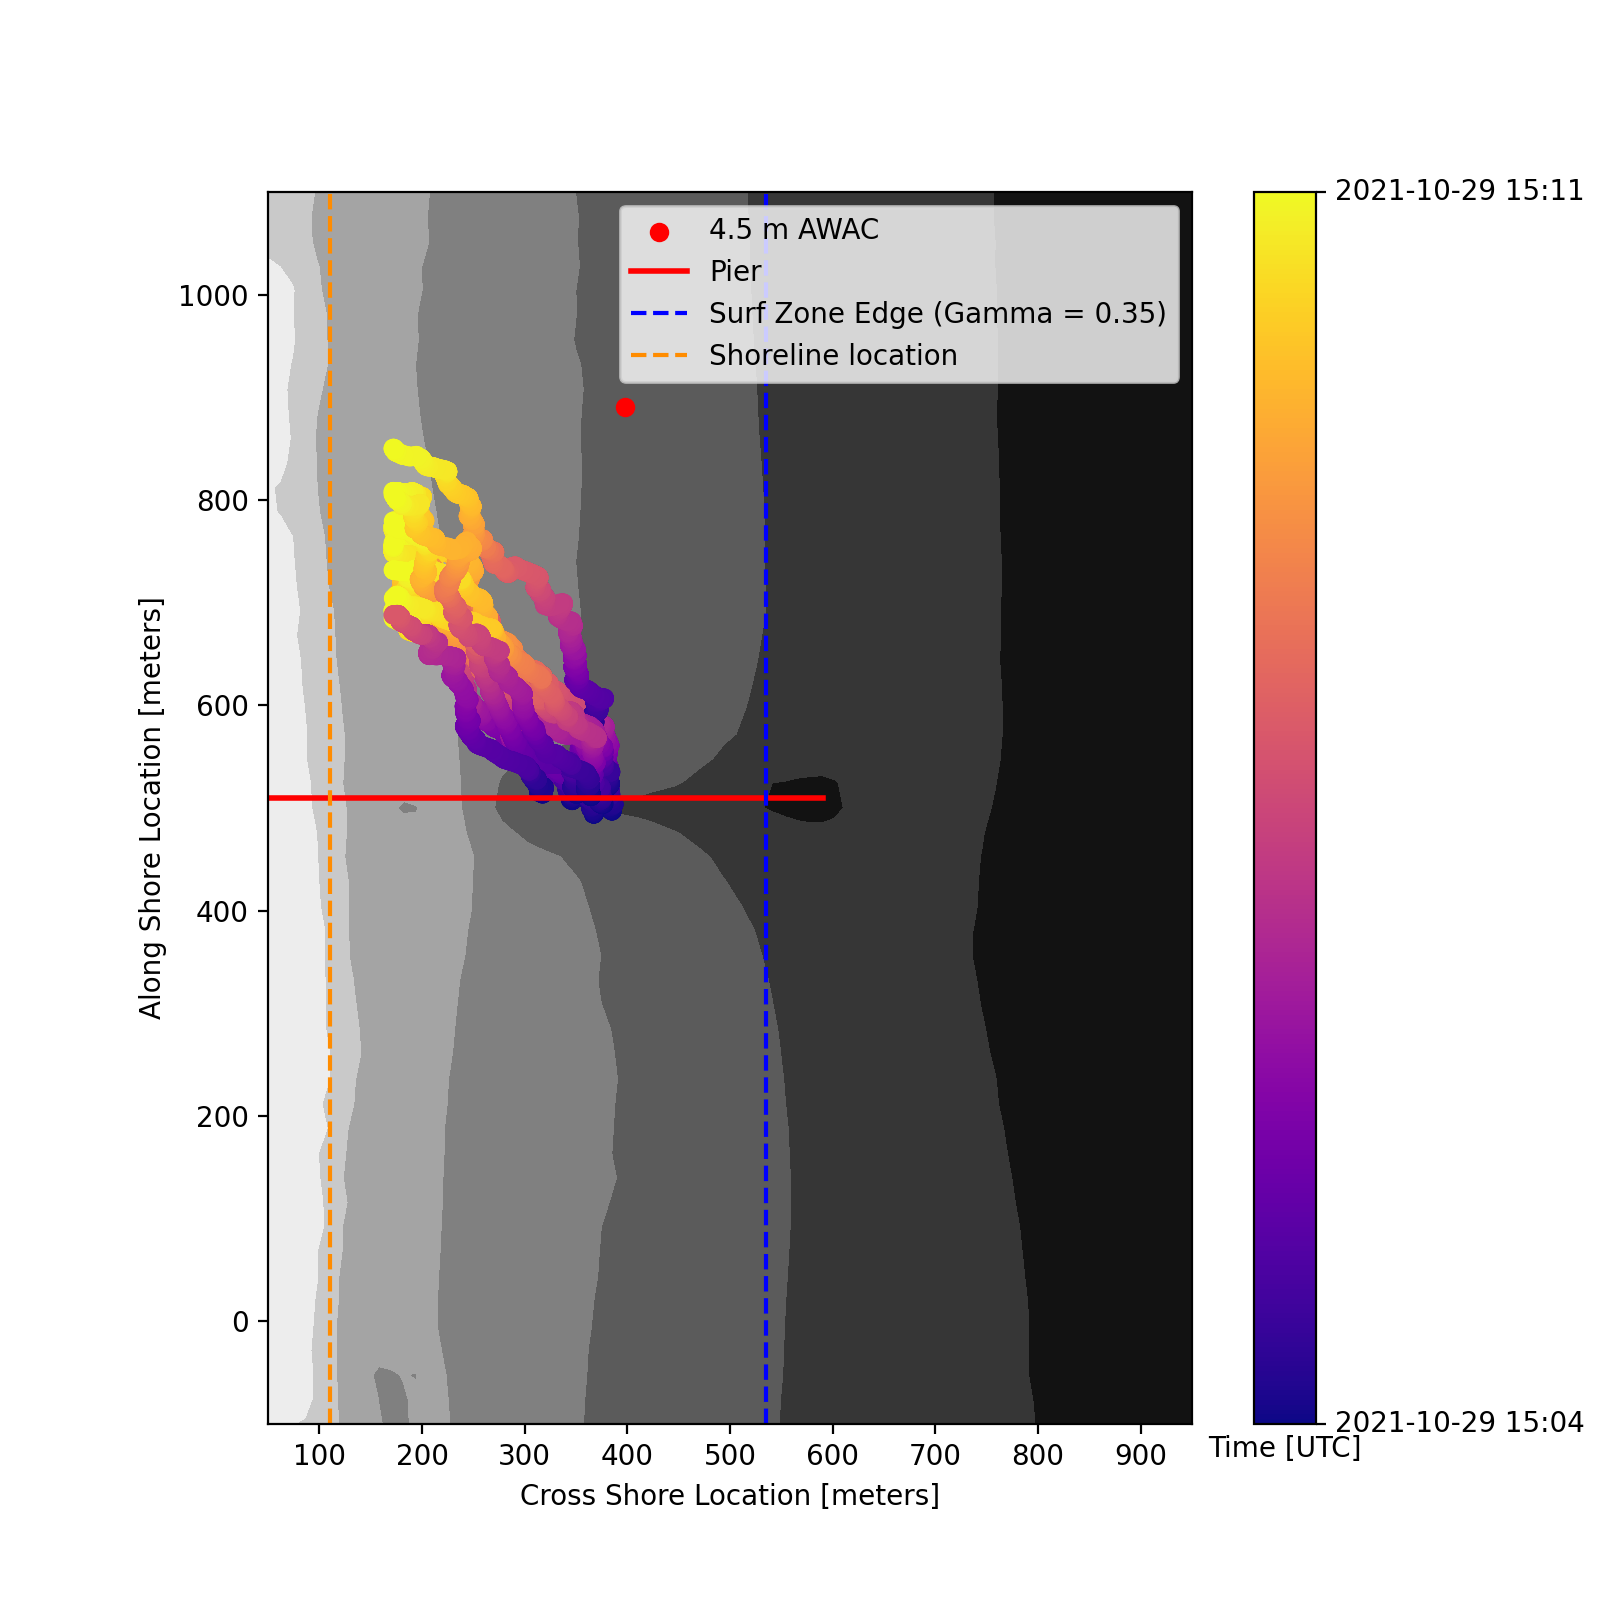 4.5 m AWAC
Pier
Surf Zone Edge (Gamma = 0.35)
Shoreline location
1000
800
600
400
200
0
Along Shore Location [meters]
100 200 300 400 500 600 700 800 900
Cross Shore Location [meters]
2021-10-29 15:11
2021-10-29 15:04
Time [UTC]